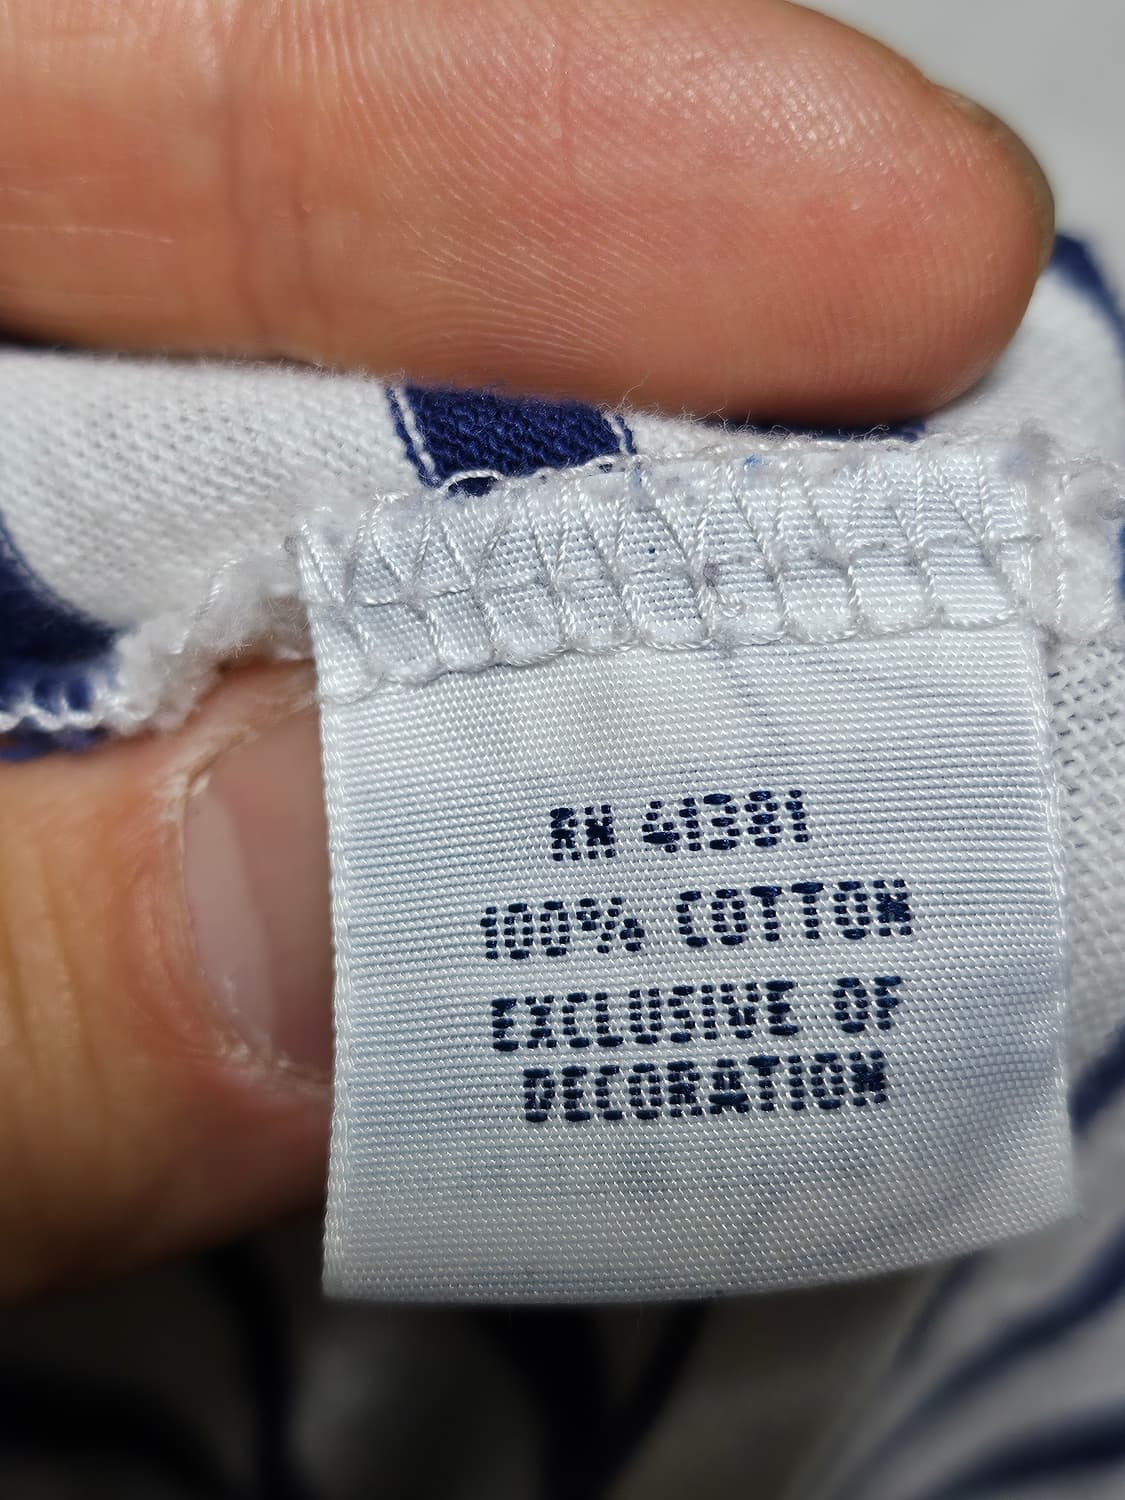 RN 41381
100% COTTON
EXCLUSIVE OF
DECORATION